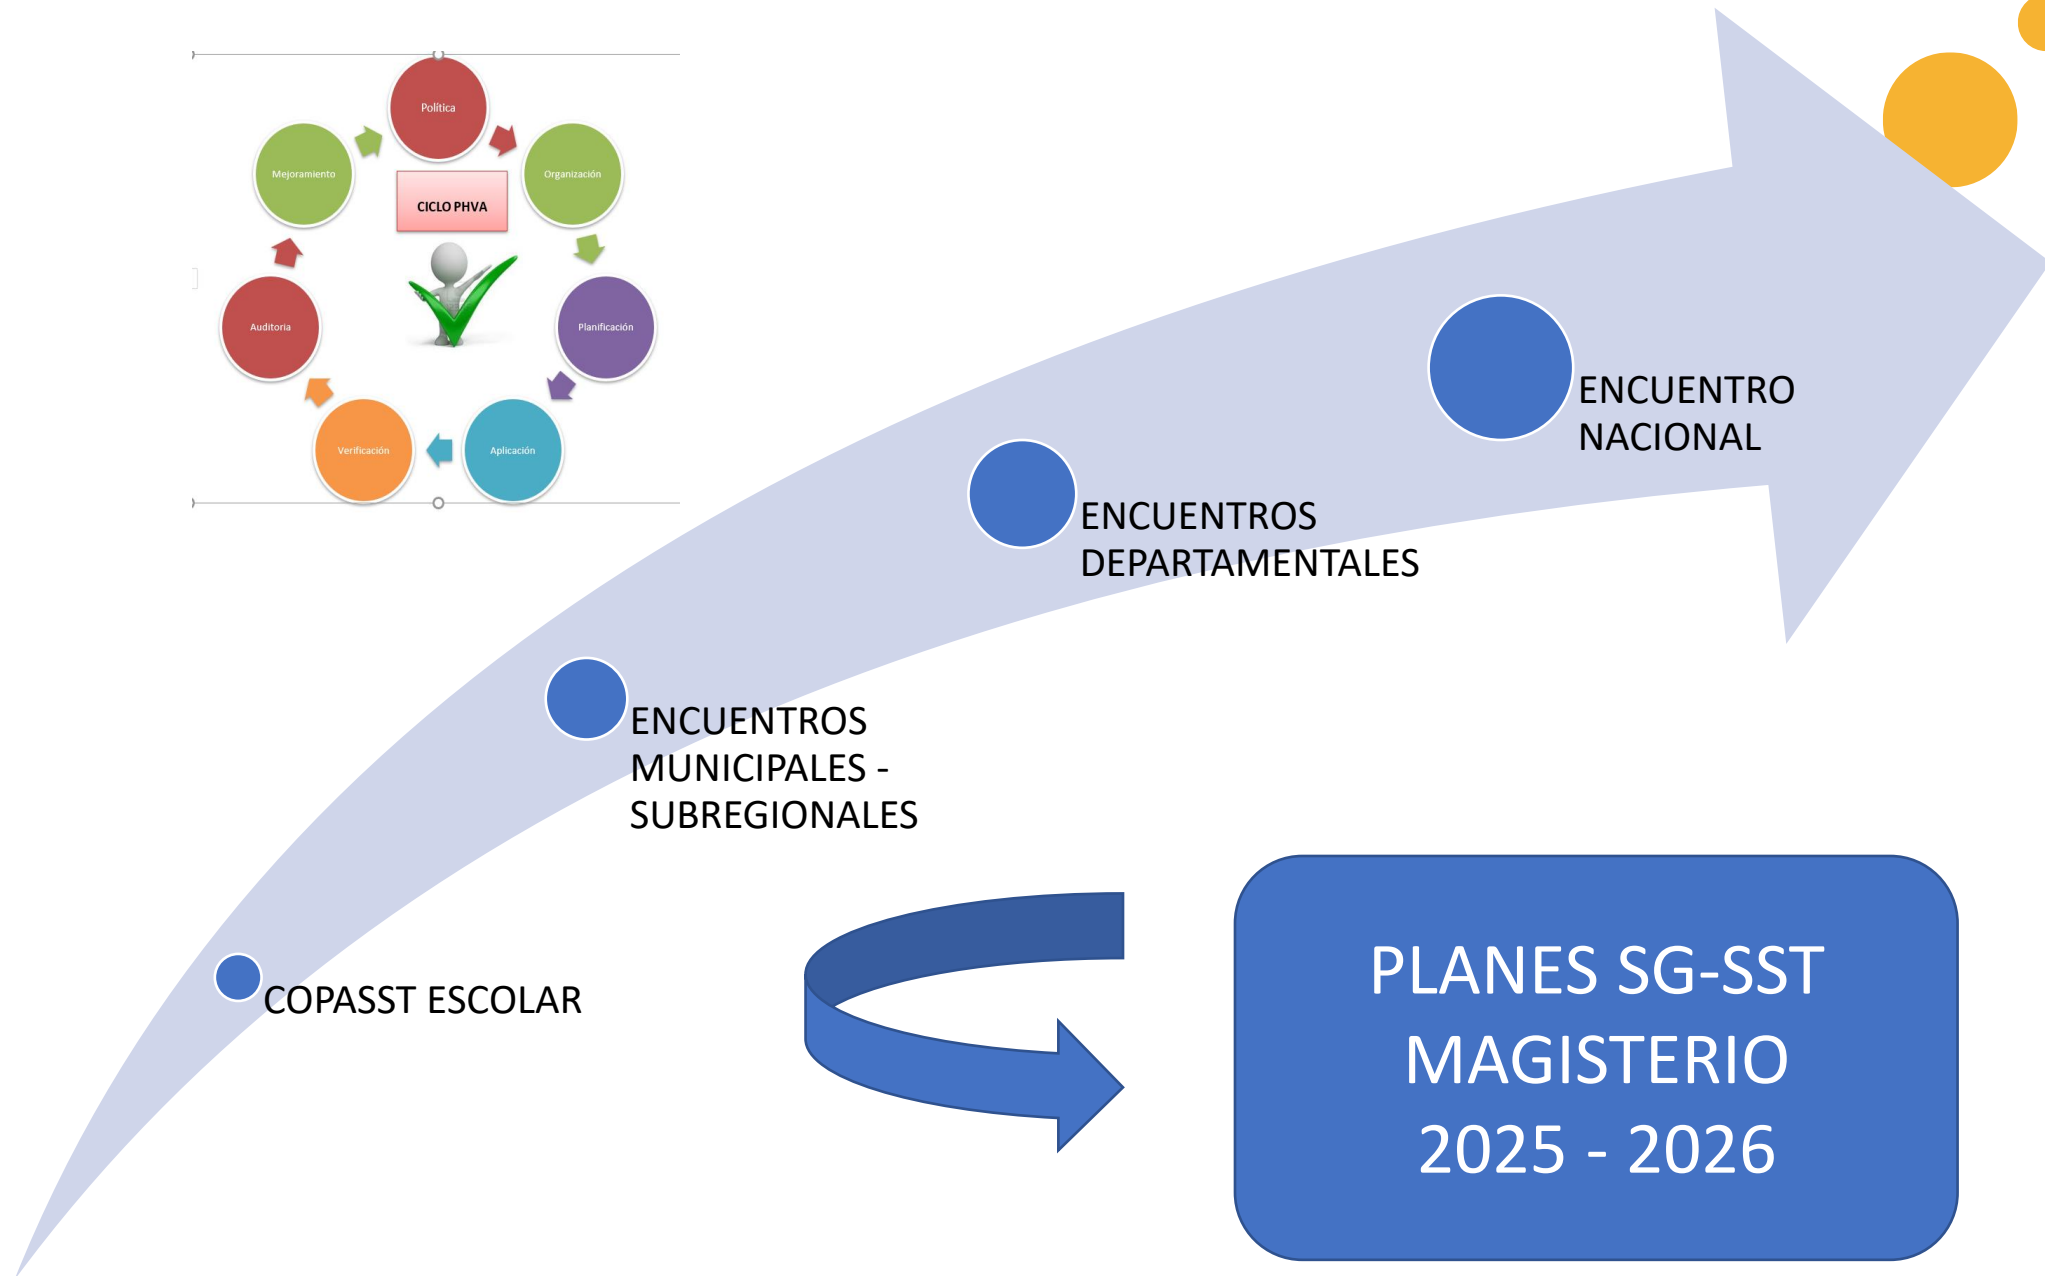 Política
Organización
Planificación
Aplicación
Verificación
Auditoria
Mejoramiento
CICLO PHVA
ENCUENTRO
NACIONAL
ENCUENTROS
DEPARTAMENTALES
ENCUENTROS
MUNICIPALES -
SUBREGIONALES
COPASST ESCOLAR
PLANES SG-SST
MAGISTERIO
2025 - 2026